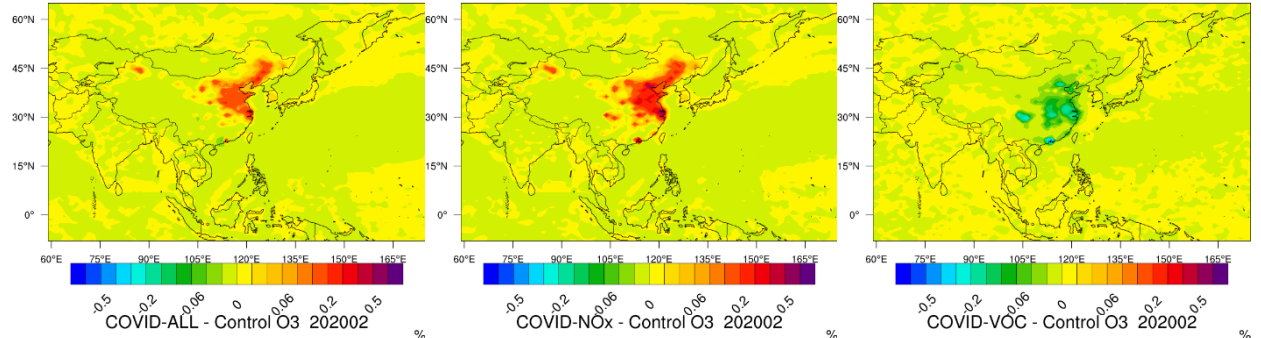 60°N 60°N 60°N
45°N 45°N 45°N
30°N 30°N 30°N
15°N 15°N 15°N
0° 0° 0°
60°E 75°E 90°E 105°E 120°E 135°E 150°E 165°E 60°E 75°E 90°E 105°E 120°E 135°E 150°E 165°E 60°E 75°E 90°E 105°E 120°E 135°E 150°E 165°E
-0.5 -0.2 -0.06 0 0.06 0.2 0.5 -0.5 -0.2 -0.06 0 0.06 0.2 0.5 -0.5 -0.2 -0.06 0 0.06 0.2 0.5
COVID-ALL - Control O3 202002 COVID-NOx - Control O3 202002 COVID-VOC - Control O3 202002
% % %